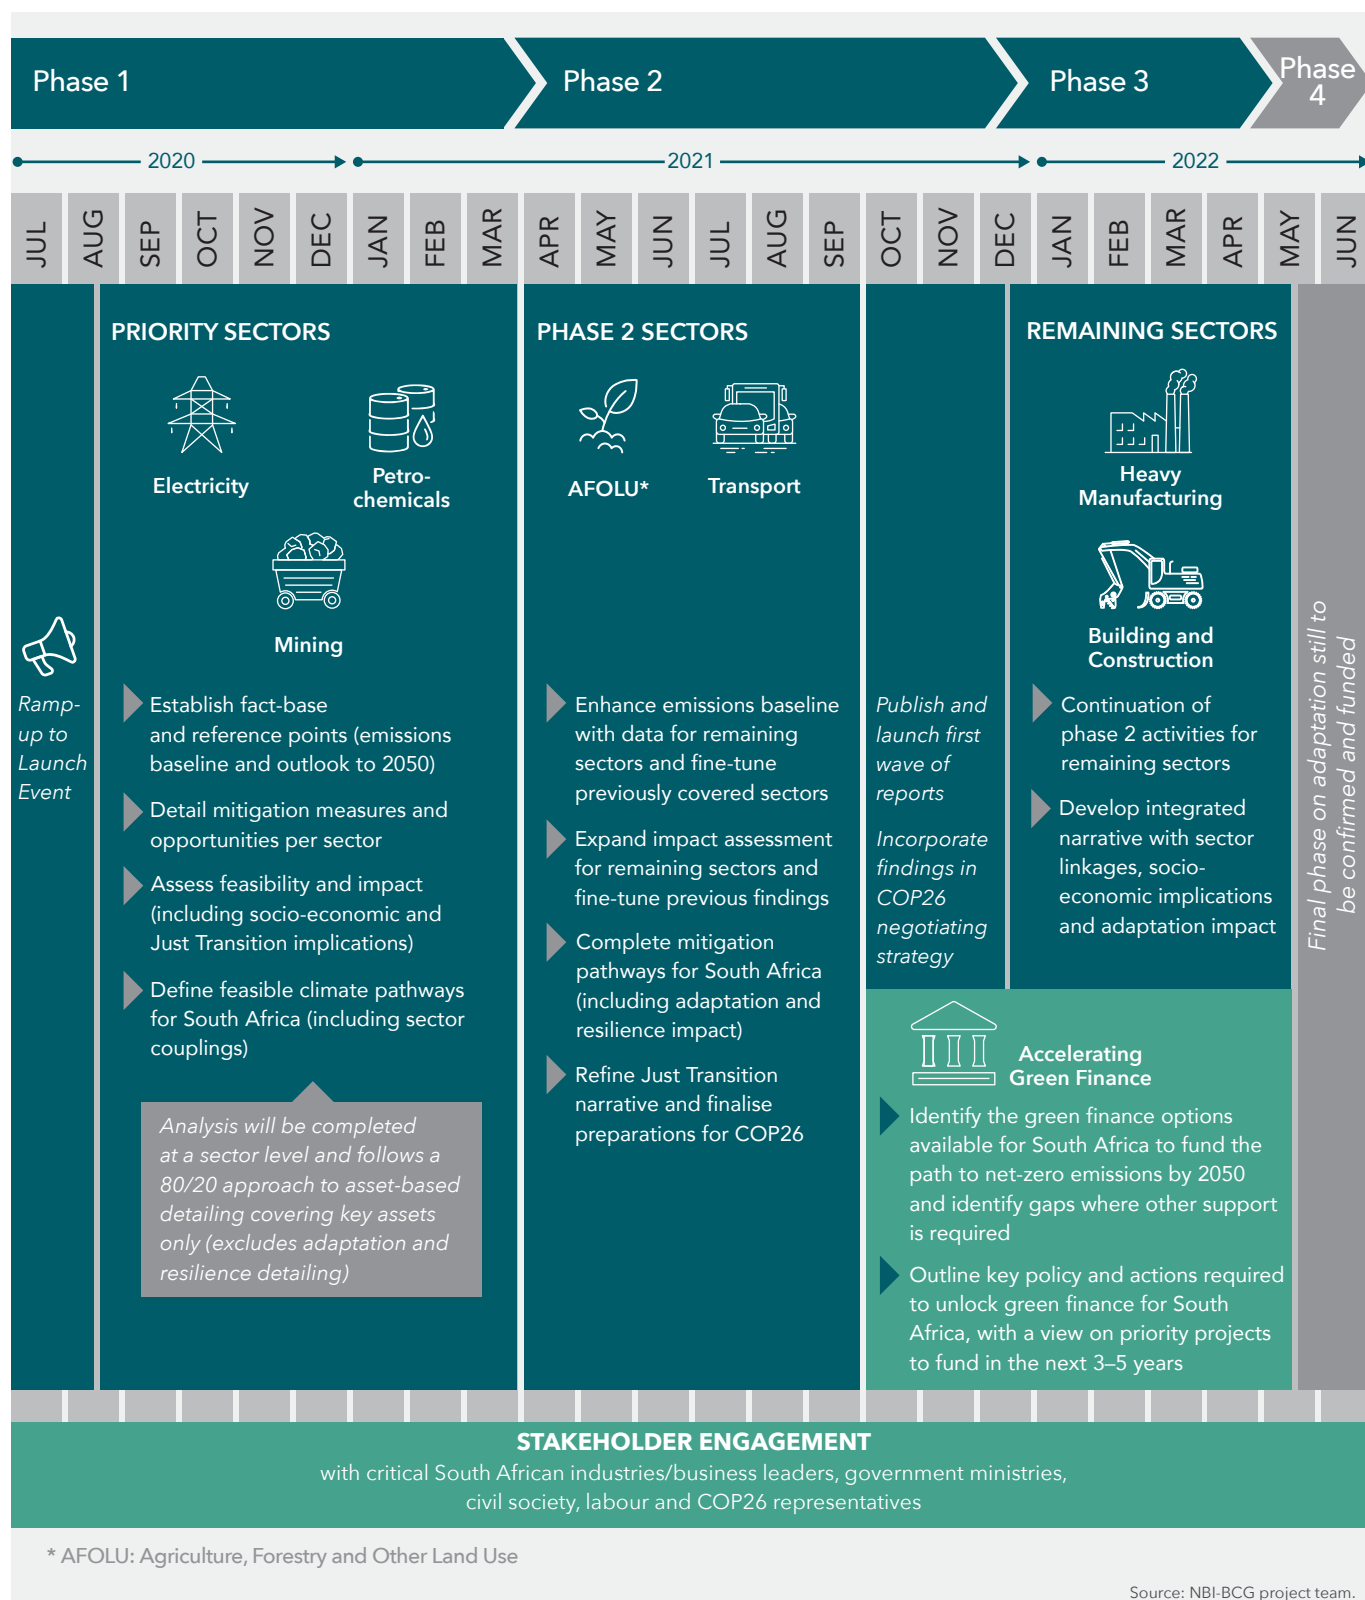 Phase 1
Phase 2
Phase 3
Phase
4
2020
2021
2022
JUL
AUG
SEP
OCT
NOV
DEC
JAN
FEB
MAR
APR
MAY
JUN
JUL
AUG
SEP
OCT
NOV
DEC
JAN
FEB
MAR
APR
MAY
JUN
Ramp-
up to
Launch
Event
PRIORITY SECTORS
Electricity
Petro-
chemicals
Mining
Establish fact-base
and reference points (emissions
baseline and outlook to 2050)
Detail mitigation measures and
opportunities per sector
Assess feasibility and impact
(including socio-economic and
Just Transition implications)
Define feasible climate pathways
for South Africa (including sector
couplings)
Analysis will be completed
at a sector level and follows a
80/20 approach to asset-based
detailing covering key assets
only (excludes adaptation and
resilience detailing)
PHASE 2 SECTORS
AFOLU*
Transport
Enhance emissions baseline
with data for remaining
sectors and fine-tune
previously covered sectors
Expand impact assessment
for remaining sectors and
fine-tune previous findings
Complete mitigation
pathways for South Africa
(including adaptation and
resilience impact)
Refine Just Transition
narrative and finalise
preparations for COP26
Publish and
launch first
wave of
reports
Incorporate
findings in
COP26
negotiating
strategy
REMAINING SECTORS
Heavy
Manufacturing
Building and
Construction
Continuation of
phase 2 activities for
remaining sectors
Develop integrated
narrative with sector
linkages, socio-
economic implications
and adaptation impact
Accelerating
Green Finance
Identify the green finance options
available for South Africa to fund the
path to net-zero emissions by 2050
and identify gaps where other support
is required
Outline key policy and actions required
to unlock green finance for South
Africa, with a view on priority projects
to fund in the next 3–5 years
Final phase on adaptation still to
be confirmed and funded
STAKEHOLDER ENGAGEMENT
with critical South African industries/business leaders, government ministries,
civil society, labour and COP26 representatives
* AFOLU: Agriculture, Forestry and Other Land Use
Source: NBI-BCG project team.